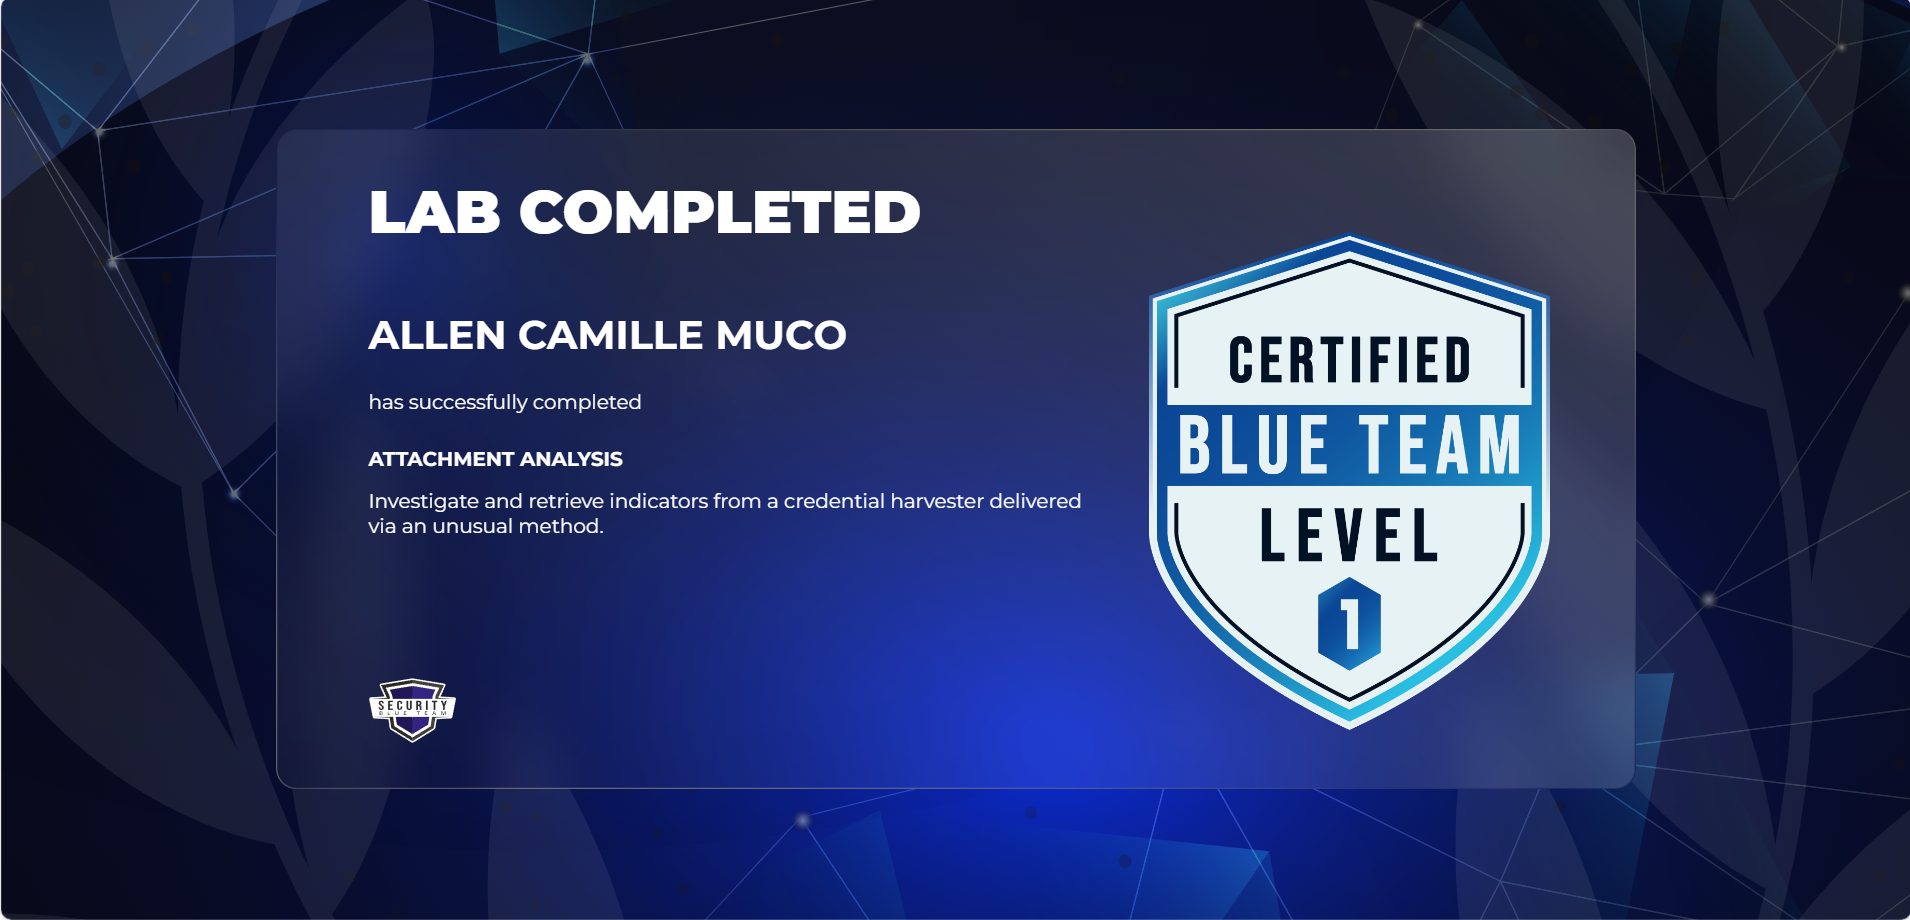 LAB COMPLETED
ALLEN CAMILLE MUCO
has successfully completed
ATTACHMENT ANALYSIS
Investigate and retrieve indicators from a credential harvester delivered
via an unusual method.
CERTIFIED
BLUE TEAM
LEVEL
1
SECURITY
BLUE TEAM